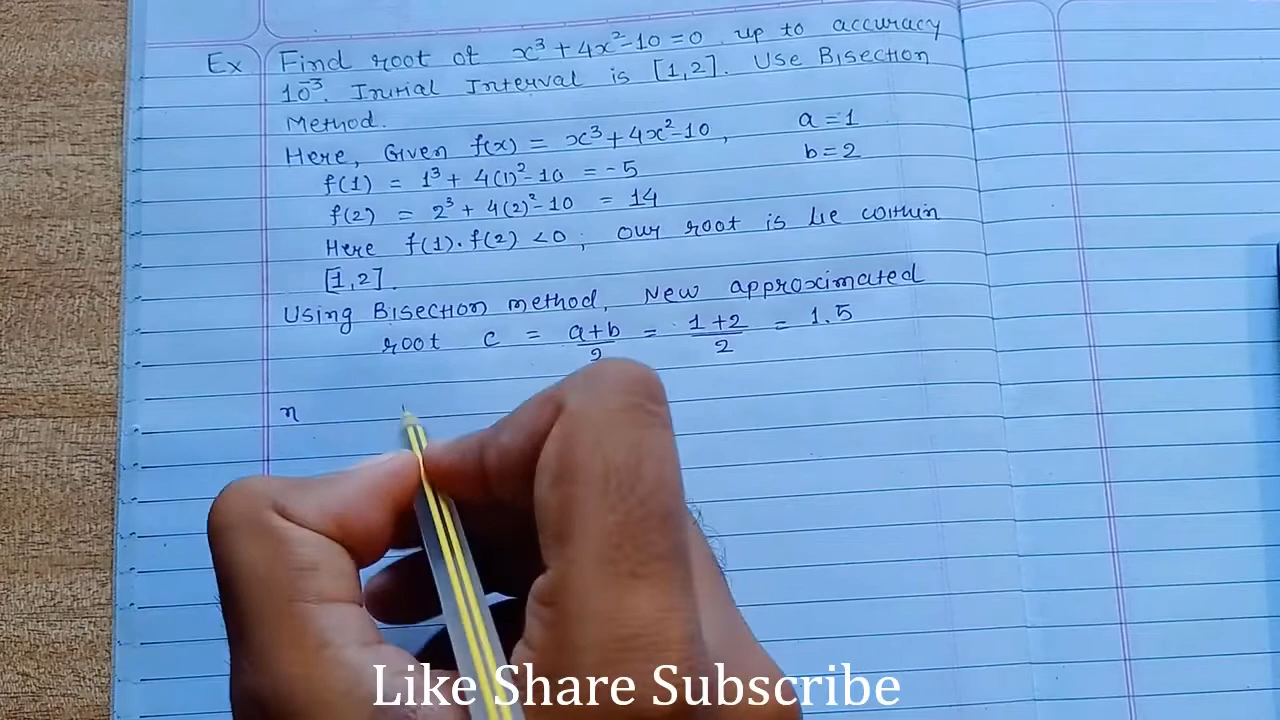 Ex Find root of x³ + 4x² - 10 = 0 up to accuracy
10⁻³. Initial Interval is [1,2]. Use Bisection
Method.
Here, Given f(x) = x³ + 4x² - 10, a = 1
f(1) = 1³ + 4(1)² - 10 = -5 b = 2
f(2) = 2³ + 4(2)² - 10 = 14
Here f(1).f(2) < 0; our root is lie within
[1,2].
Using Bisection method, New approximated
root c = a+b/2 = 1+2/2 = 1.5
n
Like Share Subscribe